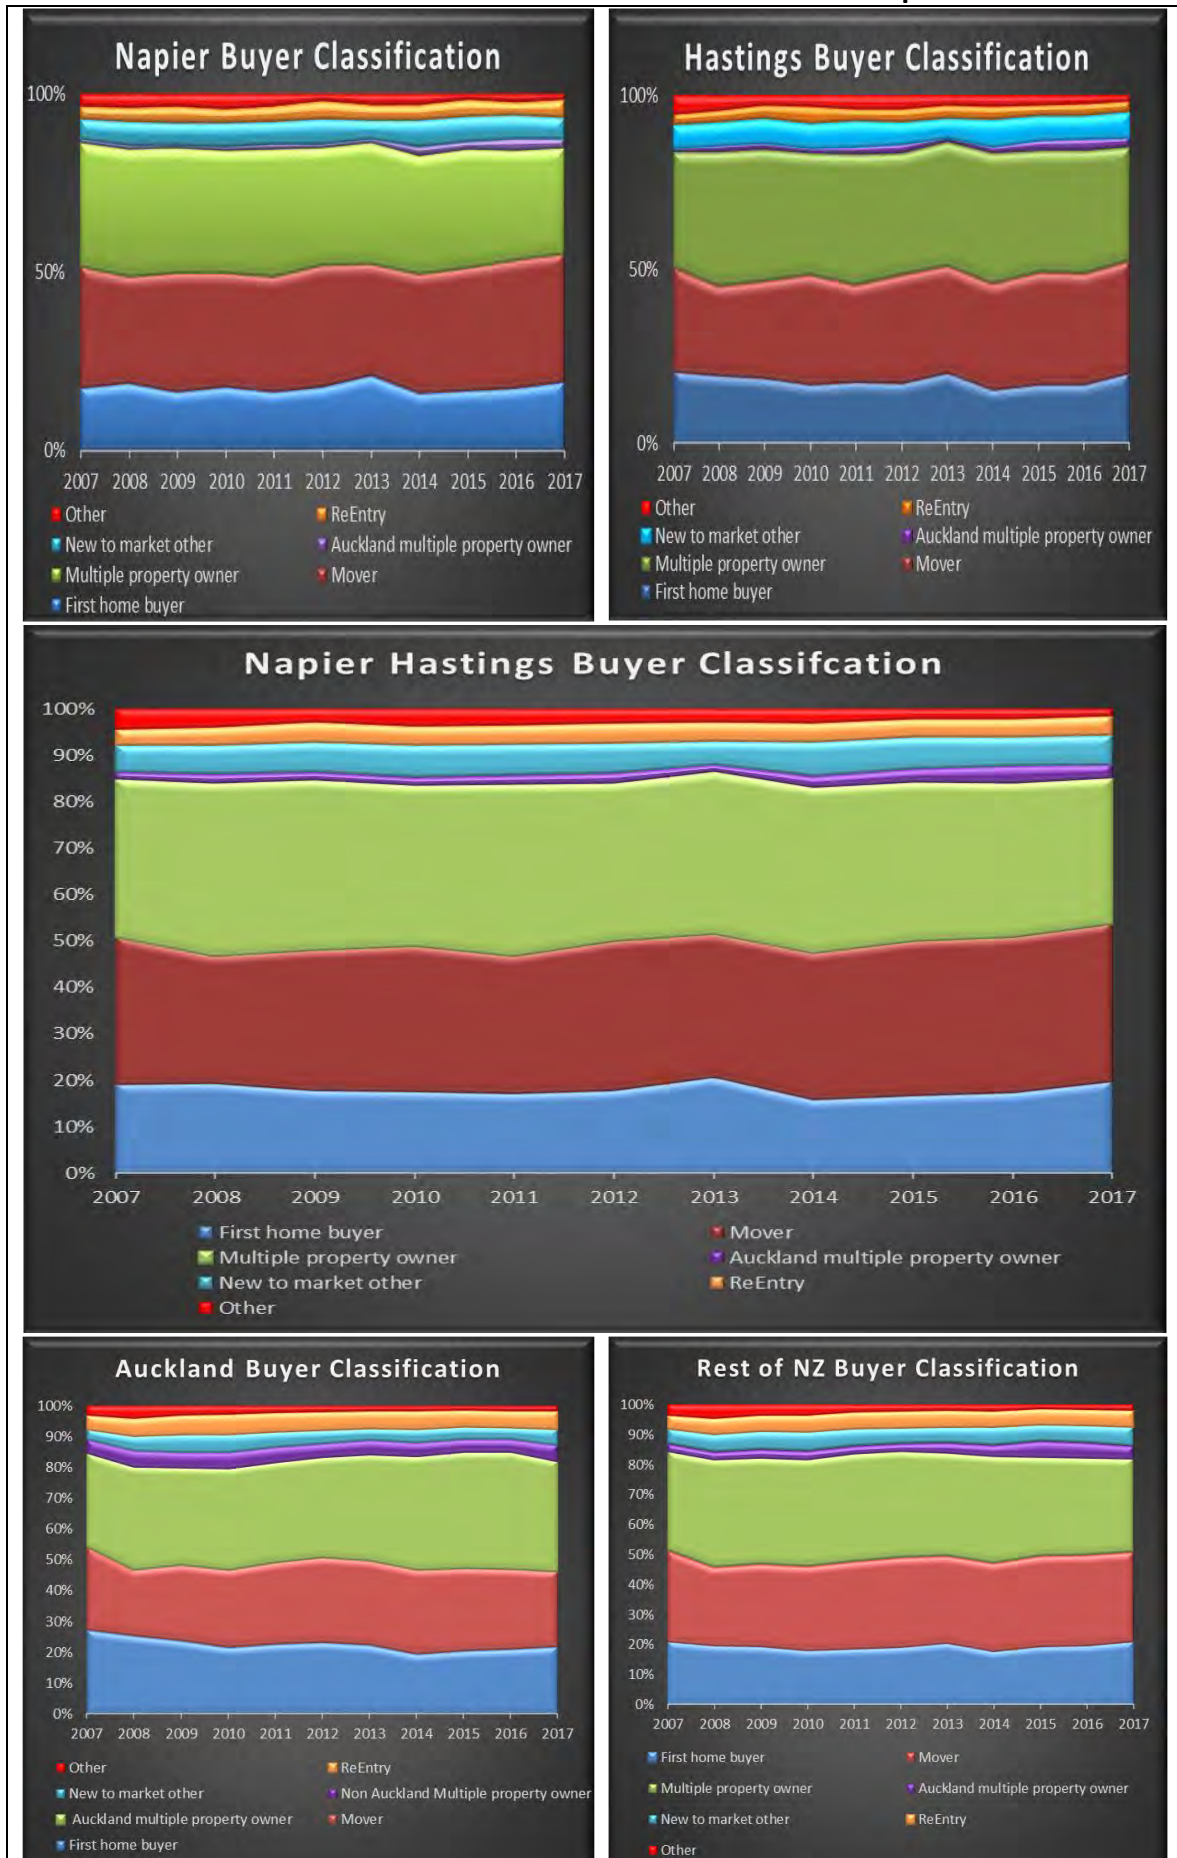 Napier Buyer Classification
100%
50%
0%
2007 2008 2009 2010 2011 2012 2013 2014 2015 2016 2017
Other ReEntry
New to market other Auckland multiple property owner
Multiple property owner Mover
First home buyer
Hastings Buyer Classification
100%
50%
0%
2007 2008 2009 2010 2011 2012 2013 2014 2015 2016 2017
Other ReEntry
New to market other Auckland multiple property owner
Multiple property owner Mover
First home buyer
Napier Hastings Buyer Classifcation
100%
90%
80%
70%
60%
50%
40%
30%
20%
10%
0%
2007 2008 2009 2010 2011 2012 2013 2014 2015 2016 2017
First home buyer Mover
Multiple property owner Auckland multiple property owner
New to market other ReEntry
Other
Auckland Buyer Classification
100%
90%
80%
70%
60%
50%
40%
30%
20%
10%
0%
2007 2008 2009 2010 2011 2012 2013 2014 2015 2016 2017
Other ReEntry
New to market other Non Auckland Multiple property owner
Auckland multiple property owner Mover
First home buyer
Rest of NZ Buyer Classification
100%
90%
80%
70%
60%
50%
40%
30%
20%
10%
0%
2007 2008 2009 2010 2011 2012 2013 2014 2015 2016 2017
First home buyer Mover
Multiple property owner Auckland multiple property owner
New to market other ReEntry
Other